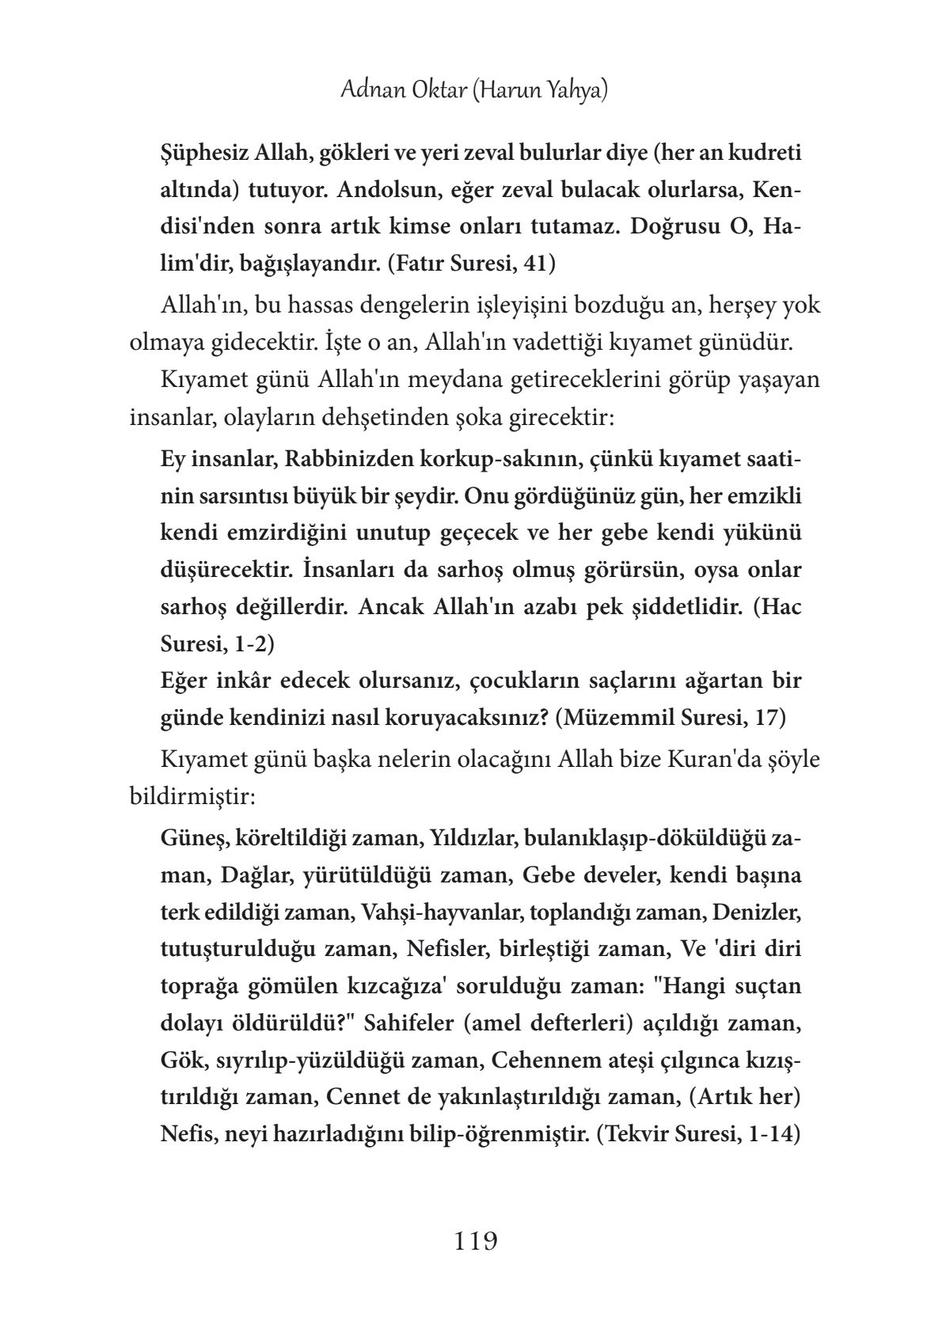 Adnan Oktar (Harun Yahya)
Şüphesiz Allah, gökleri ve yeri zeval bulurlar diye (her an kudreti
altında) tutuyor. Andolsun, eğer zeval bulacak olurlarsa, Ken-
disi'nden sonra artık kimse onları tutamaz. Doğrusu O, Ha-
lim'dir, bağışlayandır. (Fatır Suresi, 41)
Allah'ın, bu hassas dengelerin işleyişini bozduğu an, herşey yok
olmaya gidecektir. İşte o an, Allah'ın vadettiği kıyamet günüdür.
Kıyamet günü Allah'ın meydana getireceklerini görüp yaşayan
insanlar, olayların dehşetinden şoka girecektir:
Ey insanlar, Rabbinizden korkup-sakının, çünkü kıyamet saati-
nin sarsıntısı büyük bir şeydir. Onu gördüğünüz gün, her emzikli
kendi emzirdiğini unutup geçecek ve her gebe kendi yükünü
düşürecektir. İnsanları da sarhoş olmuş görürsün, oysa onlar
sarhoş değillerdir. Ancak Allah'ın azabı pek şiddetlidir. (Hac
Suresi, 1-2)
Eğer inkâr edecek olursanız, çocukların saçlarını ağartan bir
günde kendinizi nasıl koruyacaksınız? (Müzemmil Suresi, 17)
Kıyamet günü başka nelerin olacağını Allah bize Kuran'da şöyle
bildirmiştir:
Güneş, köreltildiği zaman, Yıldızlar, bulanıklaşıp-döküldüğü za-
man, Dağlar, yürütüldüğü zaman, Gebe develer, kendi başına
terk edildiği zaman, Vahşi-hayvanlar, toplandığı zaman, Denizler,
tutuşturulduğu zaman, Nefisler, birleştiği zaman, Ve 'diri diri
toprağa gömülen kızcağıza' sorulduğu zaman: "Hangi suçtan
dolayı öldürüldü?" Sahifeler (amel defterleri) açıldığı zaman,
Gök, sıyrılıp-yüzüldüğü zaman, Cehennem ateşi çılgınca kızış-
tırıldığı zaman, Cennet de yakınlaştırıldığı zaman, (Artık her)
Nefis, neyi hazırladığını bilip-öğrenmiştir. (Tekvir Suresi, 1-14)
119